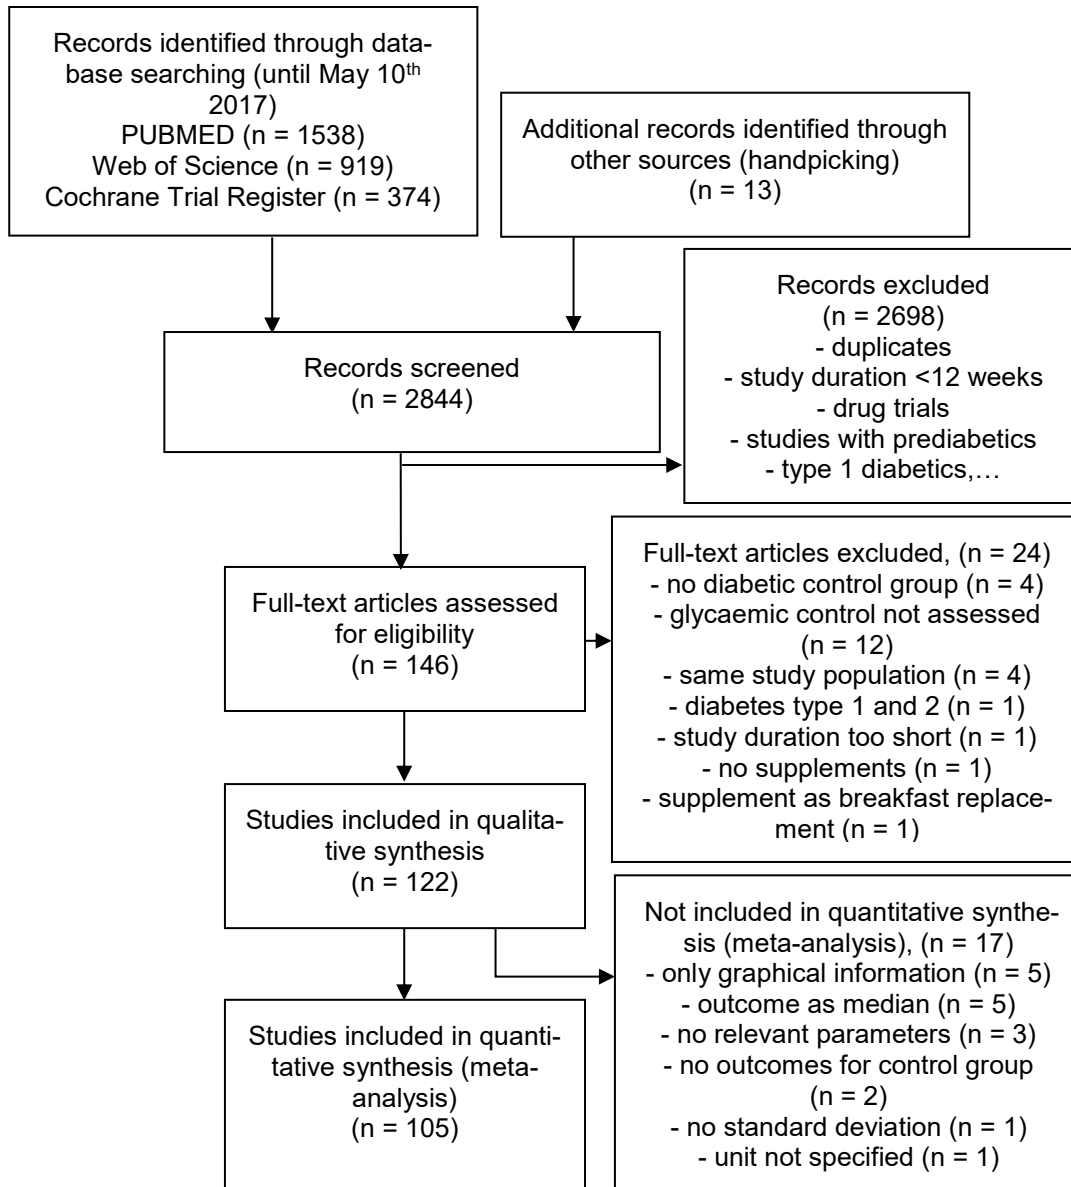 Records identified through data-
base searching (until May 10th
2017)
PUBMED (n = 1538)
Web of Science (n = 919)
Cochrane Trial Register (n = 374)
Additional records identified through
other sources (handpicking)
(n = 13)
Records excluded
(n = 2698)
- duplicates
- study duration <12 weeks
- drug trials
- studies with prediabetics
- type 1 diabetics,…
Records screened
(n = 2844)
Full-text articles excluded, (n = 24)
- no diabetic control group (n = 4)
- glycaemic control not assessed
(n = 12)
- same study population (n = 4)
- diabetes type 1 and 2 (n = 1)
- study duration too short (n = 1)
- no supplements (n = 1)
- supplement as breakfast replace-
ment (n = 1)
Full-text articles assessed
for eligibility
(n = 146)
Studies included in qualita-
tive synthesis
(n = 122)
Not included in quantitative synthe-
sis (meta-analysis), (n = 17)
- only graphical information (n = 5)
- outcome as median (n = 5)
- no relevant parameters (n = 3)
- no outcomes for control group
(n = 2)
- no standard deviation (n = 1)
- unit not specified (n = 1)
Studies included in quanti-
tative synthesis (meta-
analysis)
(n = 105)